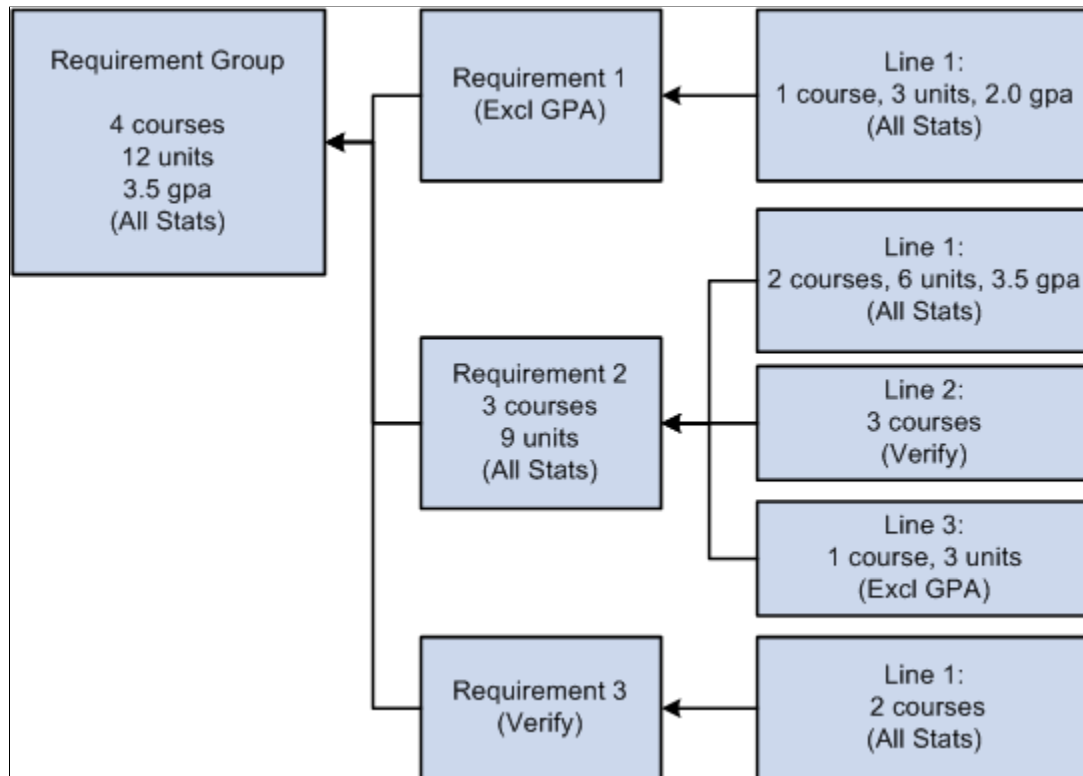 Requirement Group
4 courses
12 units
3.5 gpa
(All Stats)
Requirement 1
(Excl GPA)
Line 1:
1 course, 3 units, 2.0 gpa
(All Stats)
Line 1:
2 courses, 6 units, 3.5 gpa
(All Stats)
Requirement 2
3 courses
9 units
(All Stats)
Line 2:
3 courses
(Verify)
Line 3:
1 course, 3 units
(Excl GPA)
Requirement 3
(Verify)
Line 1:
2 courses
(All Stats)